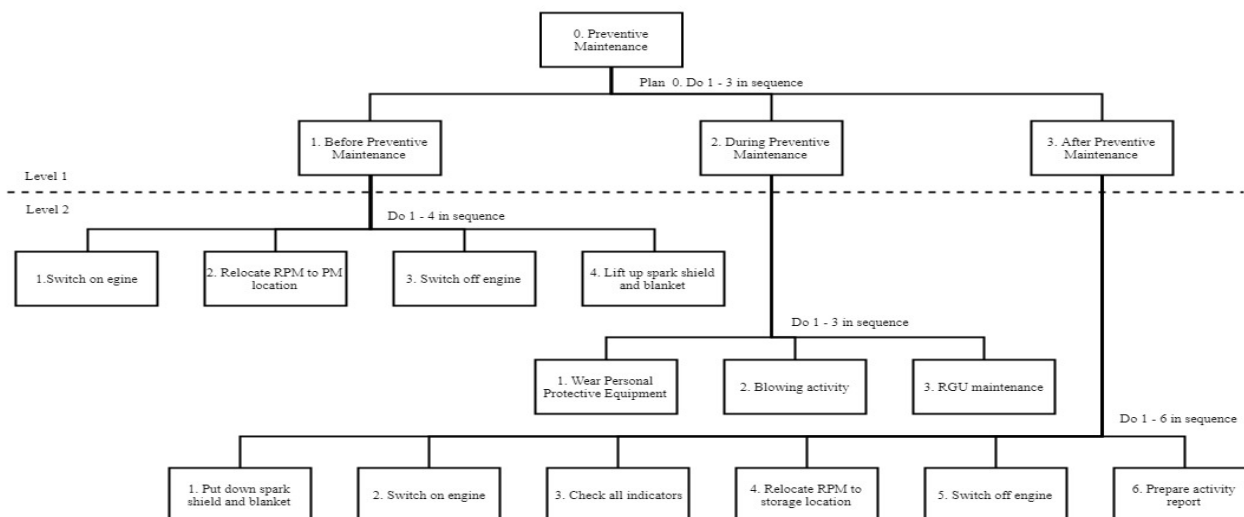 0. Preventive
Maintenance
Plan 0. Do 1 - 3 in sequence
1. Before Preventive
Maintenance
2. During Preventive
Maintenance
3. After Preventive
Maintenance
Level 1
Level 2
Do 1 - 4 in sequence
1.Switch on egine
2. Relocate RPM to PM
location
3. Switch off engine
4. Lift up spark shield
and blanket
Do 1 - 3 in sequence
1. Wear Personal
Protective Equipment
2. Blowing activity
3. RGU maintenance
Do 1 - 6 in sequence
1. Put down spark
shield and blanket
2. Switch on engine
3. Check all indicators
4. Relocate RPM to
storage location
5. Switch off engine
6. Prepare activity
report